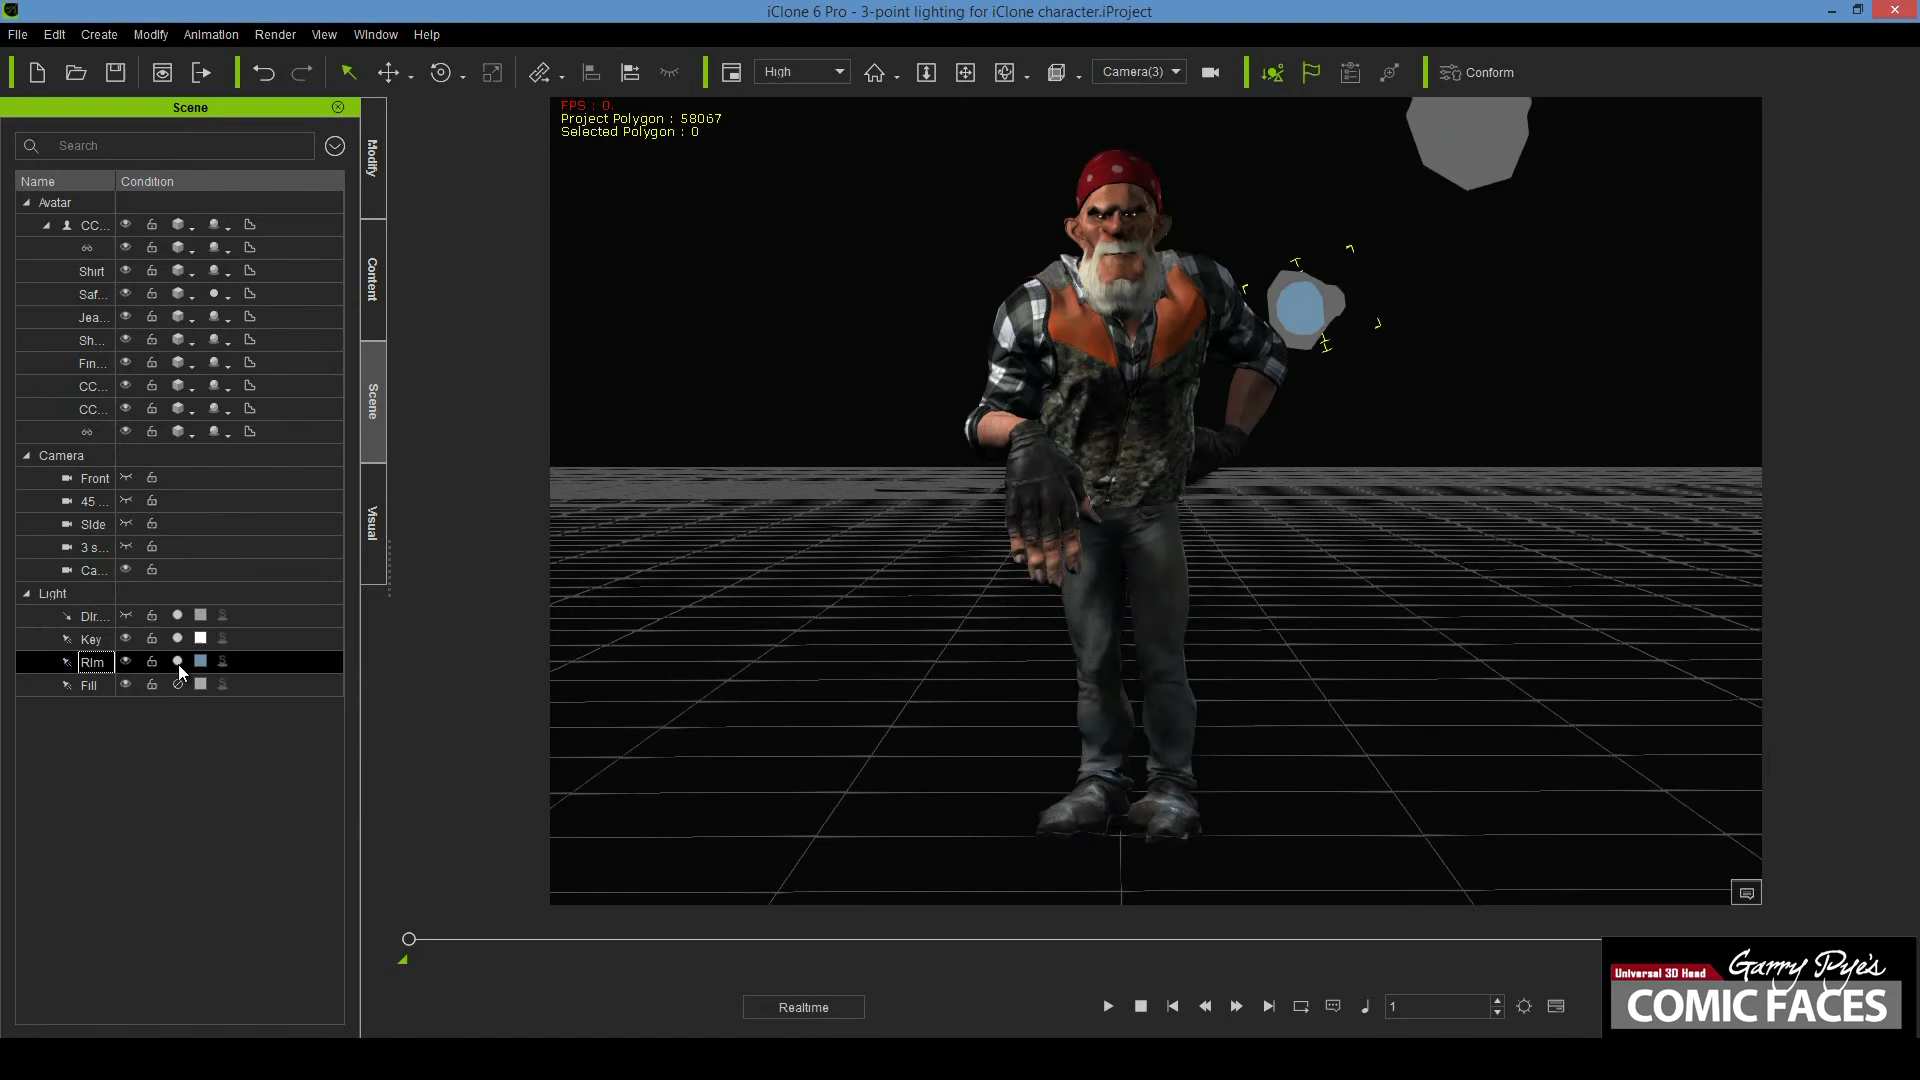 iClone 6 Pro - 3-point lighting for iClone character.iProject
File Edit Create Modify Animation Render View Window Help
High
Camera(3)
Conform
Scene
Search
Name Condition
Avatar
CC...
Shirt
Saf...
Jea...
Sh...
Fin...
CC...
CC...
Camera
Front
45 ...
Side
3 s...
Ca...
Light
Dir....
Key
Rim
Fill
Modify
Content
Scene
Visual
FPS : 0.
Project Polygon : 58067
Selected Polygon : 0
Realtime
1
Universal 3D Head
Garry Pye's
COMIC FACES